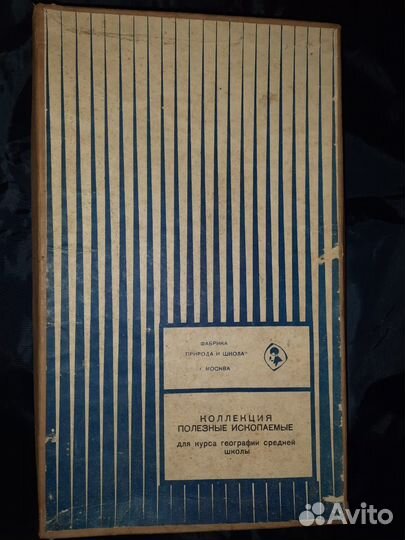 ФАБРИКА
"ПРИРОДА И ШКОЛА"
г. МОСКВА
КОЛЛЕКЦИЯ
ПОЛЕЗНЫЕ ИСКОПАЕМЫЕ
для курса географии средней
школы
Avito